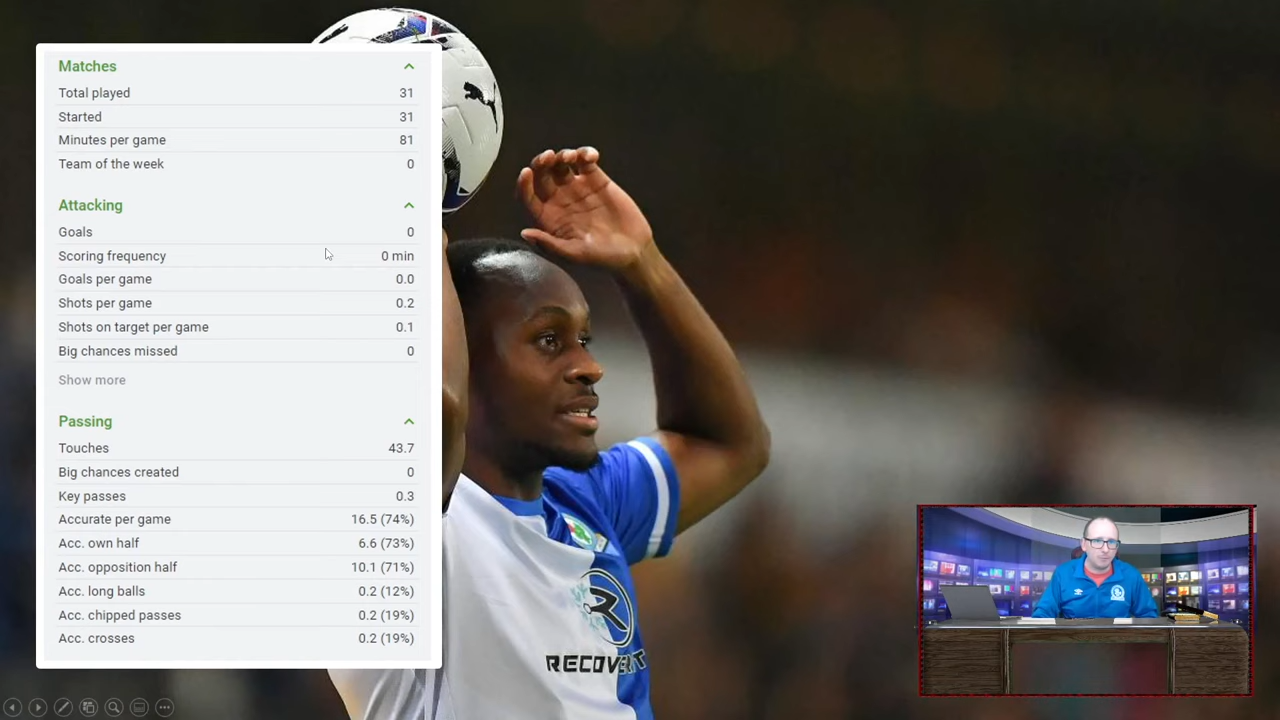 Matches
Total played 31
Started 31
Minutes per game 81
Team of the week 0
Attacking
Goals 0
Scoring frequency 0 min
Goals per game 0.0
Shots per game 0.2
Shots on target per game 0.1
Big chances missed 0
Show more
Passing
Touches 43.7
Big chances created 0
Key passes 0.3
Accurate per game 16.5 (74%)
Acc. own half 6.6 (73%)
Acc. opposition half 10.1 (71%)
Acc. long balls 0.2 (12%)
Acc. chipped passes 0.2 (19%)
Acc. crosses 0.2 (19%)
R